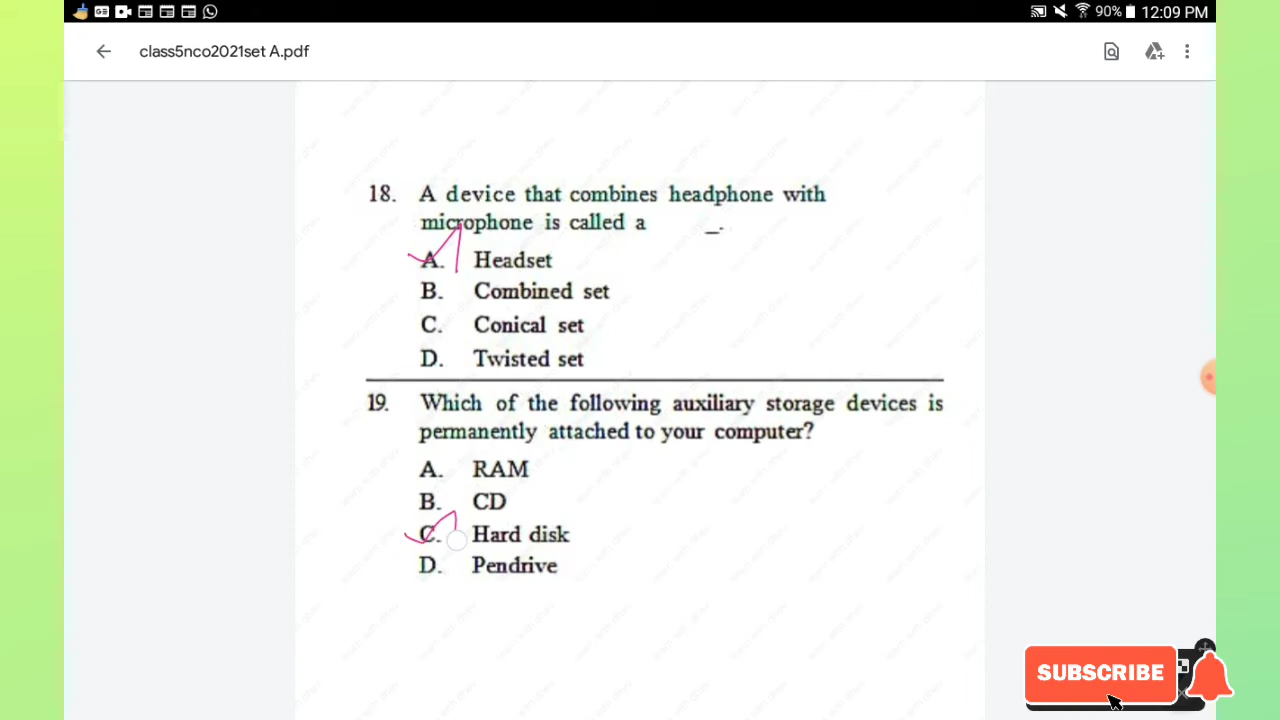 90% 12:09 PM
class5nco2021set A.pdf
18. A device that combines headphone with
microphone is called a _.
A. Headset
B. Combined set
C. Conical set
D. Twisted set
19. Which of the following auxiliary storage devices is
permanently attached to your computer?
A. RAM
B. CD
C. Hard disk
D. Pendrive
SUBSCRIBE